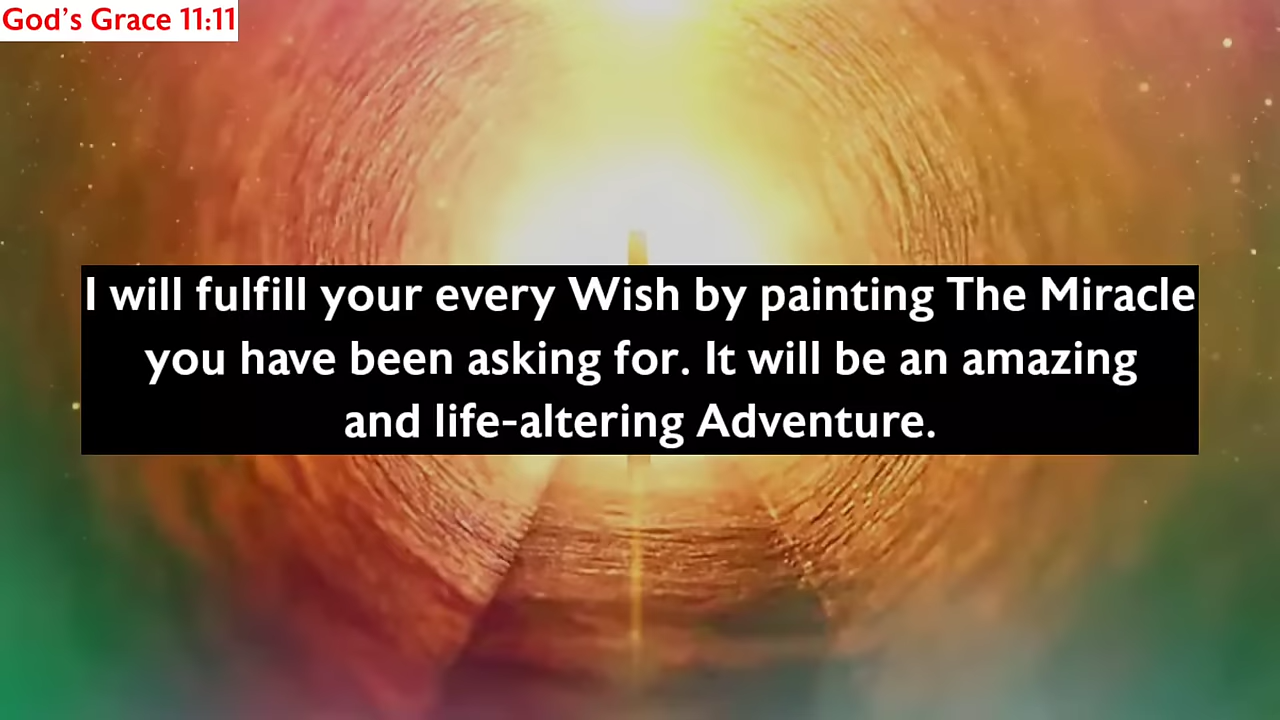 God's Grace 11:11
I will fulfill your every Wish by painting The Miracle
you have been asking for. It will be an amazing
and life-altering Adventure.